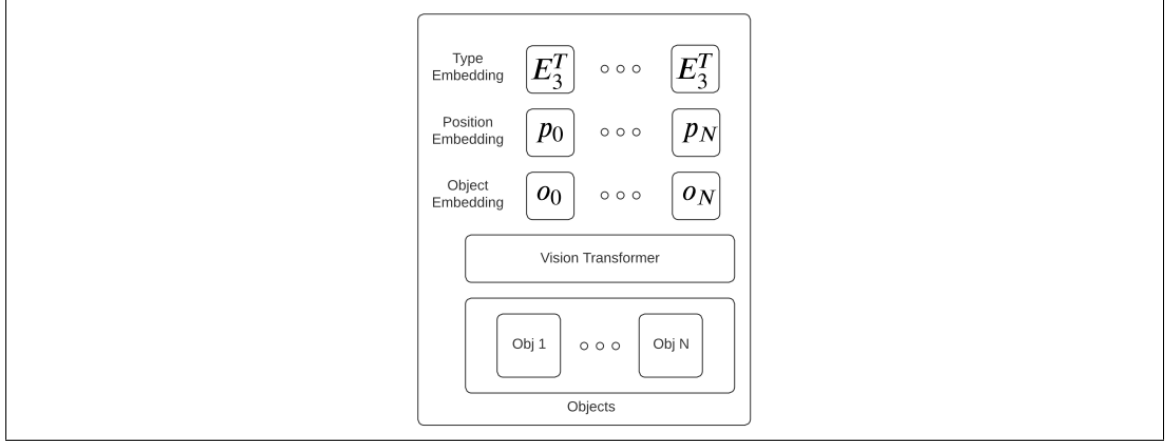 Type
Embedding
E_3^T ○○○ E_3^T
Position
Embedding
p_0 ○○○ p_N
Object
Embedding
o_0 ○○○ o_N
Vision Transformer
Obj 1 ○○○ Obj N
Objects